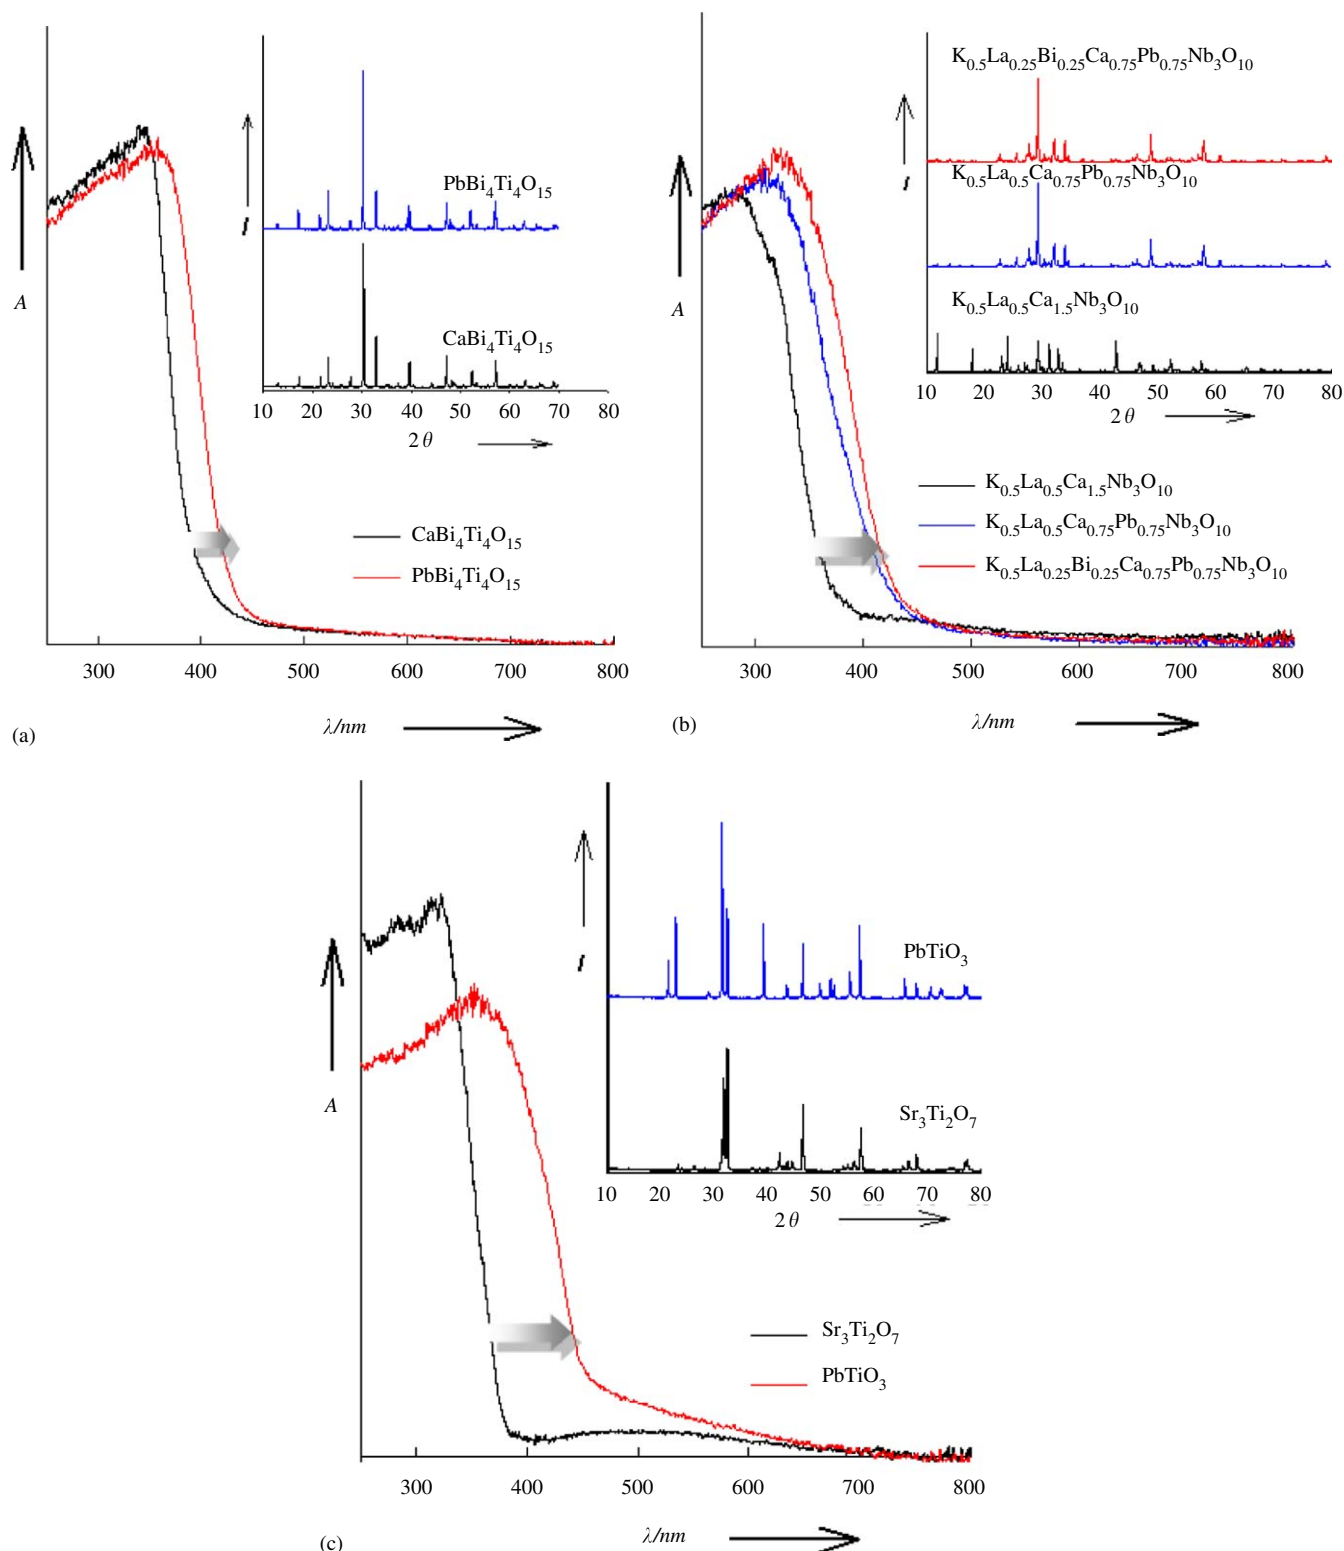 A
I
PbBi4Ti4O15
CaBi4Ti4O15
10 20 30 40 50 60 70 80
2θ
CaBi4Ti4O15
PbBi4Ti4O15
300 400 500 600 700 800
λ/nm
(a)
A
I
K0.5La0.25Bi0.25Ca0.75Pb0.75Nb3O10
K0.5La0.5Ca0.75Pb0.75Nb3O10
K0.5La0.5Ca1.5Nb3O10
10 20 30 40 50 60 70 80
2θ
K0.5La0.5Ca1.5Nb3O10
K0.5La0.5Ca0.75Pb0.75Nb3O10
K0.5La0.25Bi0.25Ca0.75Pb0.75Nb3O10
300 400 500 600 700 800
λ/nm
(b)
A
I
PbTiO3
Sr3Ti2O7
10 20 30 40 50 60 70 80
2θ
Sr3Ti2O7
PbTiO3
300 400 500 600 700 800
λ/nm
(c)